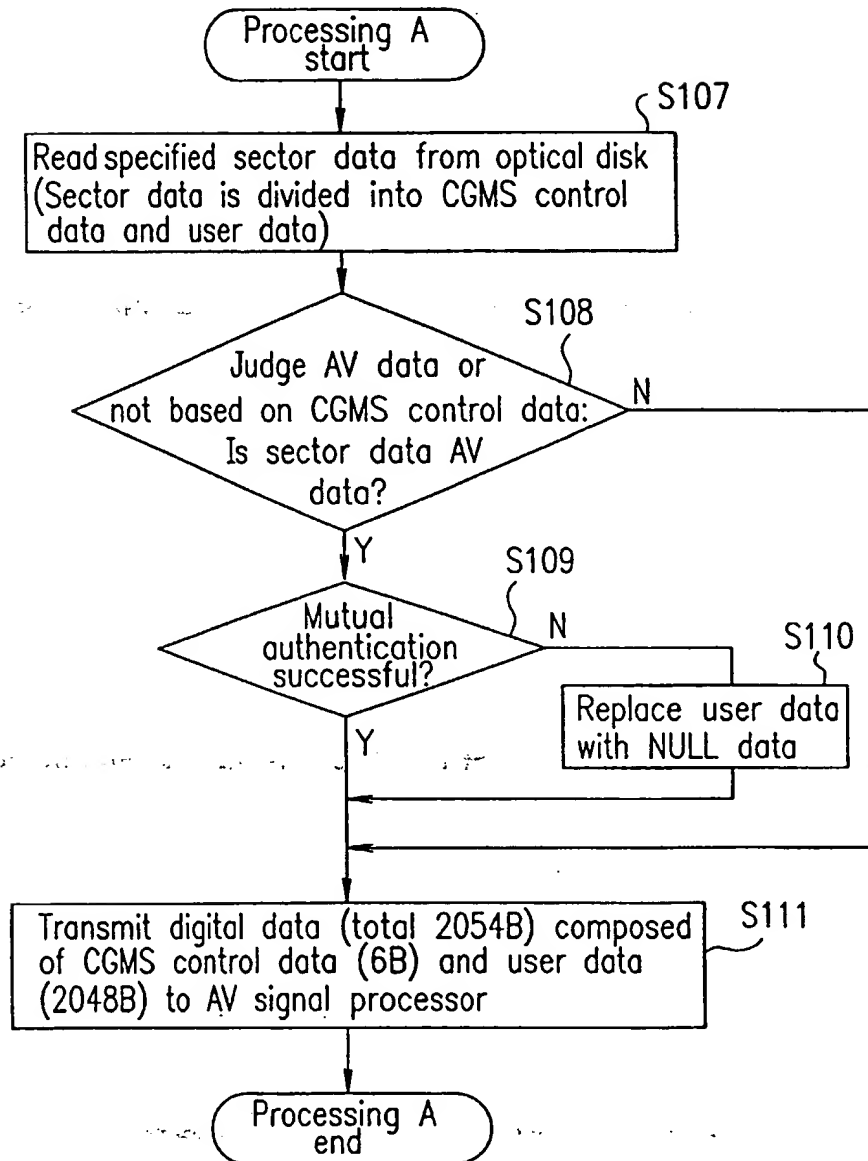 Processing A
start
S107
Read specified sector data from optical disk
(Sector data is divided into CGMS control
data and user data)
S108
Judge AV data or
not based on CGMS control data:
Is sector data AV
data?
N
Y
S109
Mutual
authentication
successful?
N
S110
Replace user data
with NULL data
Y
Transmit digital data (total 2054B) composed
of CGMS control data (6B) and user data
(2048B) to AV signal processor
S111
Processing A
end